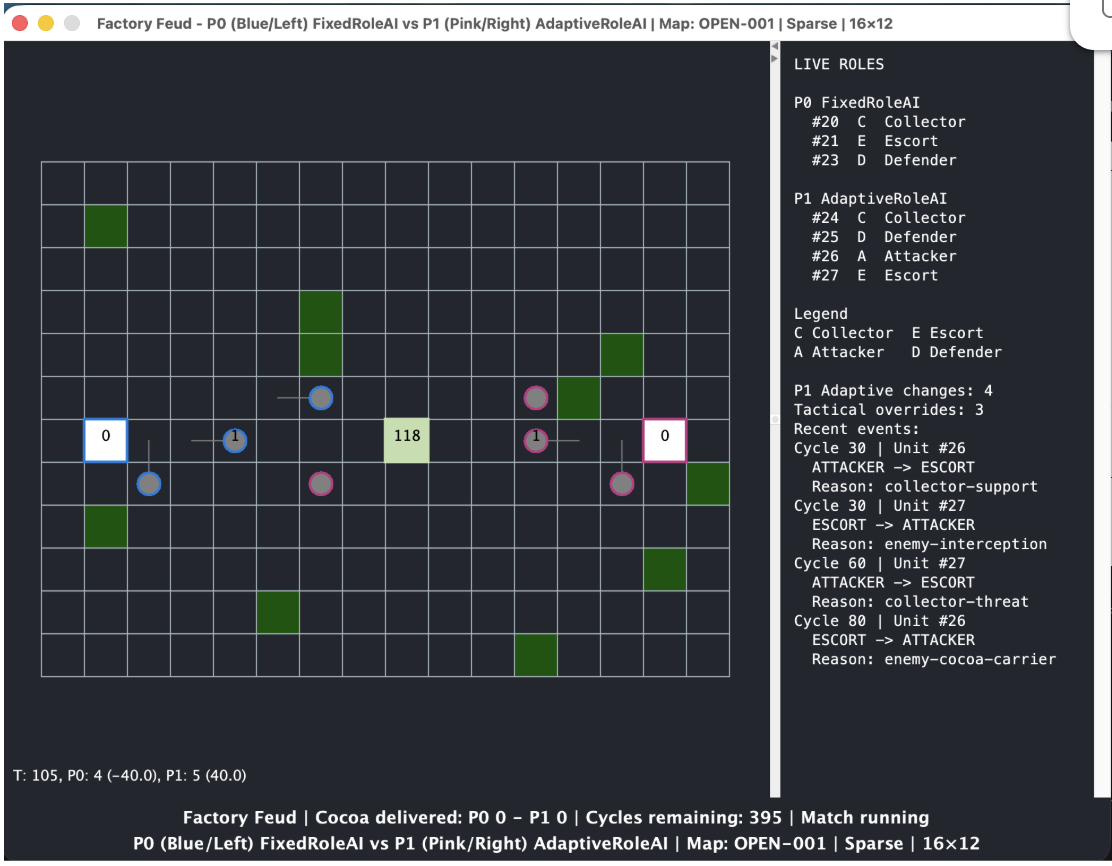 Factory Feud - P0 (Blue/Left) FixedRoleAI vs P1 (Pink/Right) AdaptiveRoleAI | Map: OPEN-001 | Sparse | 16×12
LIVE ROLES
P0 FixedRoleAI
#20 C Collector
#21 E Escort
#23 D Defender
P1 AdaptiveRoleAI
#24 C Collector
#25 D Defender
#26 A Attacker
#27 E Escort
Legend
C Collector E Escort
A Attacker D Defender
P1 Adaptive changes: 4
Tactical overrides: 3
Recent events:
Cycle 30 | Unit #26
ATTACKER -> ESCORT
Reason: collector-support
Cycle 30 | Unit #27
ESCORT -> ATTACKER
Reason: enemy-interception
Cycle 60 | Unit #27
ATTACKER -> ESCORT
Reason: collector-threat
Cycle 80 | Unit #26
ESCORT -> ATTACKER
Reason: enemy-cocoa-carrier
0 1 118 1 0
T: 105, P0: 4 (-40.0), P1: 5 (40.0)
Factory Feud | Cocoa delivered: P0 0 - P1 0 | Cycles remaining: 395 | Match running
P0 (Blue/Left) FixedRoleAI vs P1 (Pink/Right) AdaptiveRoleAI | Map: OPEN-001 | Sparse | 16×12